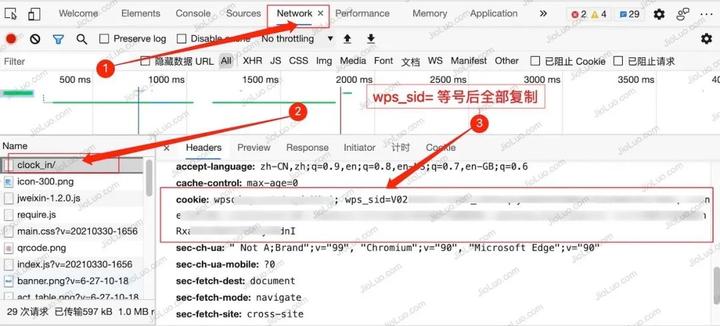 Welcome Elements Console Sources Network × Performance Memory Application » 2 4 29
Preserve log Disable cache No throttling
Filter 隐藏数据 URL All XHR JS CSS Img Media Font 文档 WS Manifest Other 已阻止 Cookie 已阻止请求
500 ms 1000 ms 1500 ms 2000 ms 2500 ms 3000 ms 3500 ms
1
wps_sid= 等号后全部复制
2
3
Name × Headers Preview Response Initiator 计时 Cookie
clock_in/
icon-300.png
jweixin-1.2.0.js
require.js
main.css?v=20210330-1656
qrcode.png
index.js?v=20210330-1656
banner.png?v=6-27-10-18
act_table.png?v=6-27-10-18
accept-language: zh-CN,zh;q=0.9,en;q=0.8,en- ;q=0.7,en-GB;q=0.6
cache-control: max-age=0
cookie: wps ; wps_sid=V02
ne
Rx dnI
sec-ch-ua: " Not A;Brand";v="99", "Chromium";v="90", "Microsoft Edge";v="90"
sec-ch-ua-mobile: ?0
sec-fetch-dest: document
sec-fetch-mode: navigate
sec-fetch-site: cross-site
29 次请求 已传输597 kB 1.0 MB
JioLuo.com